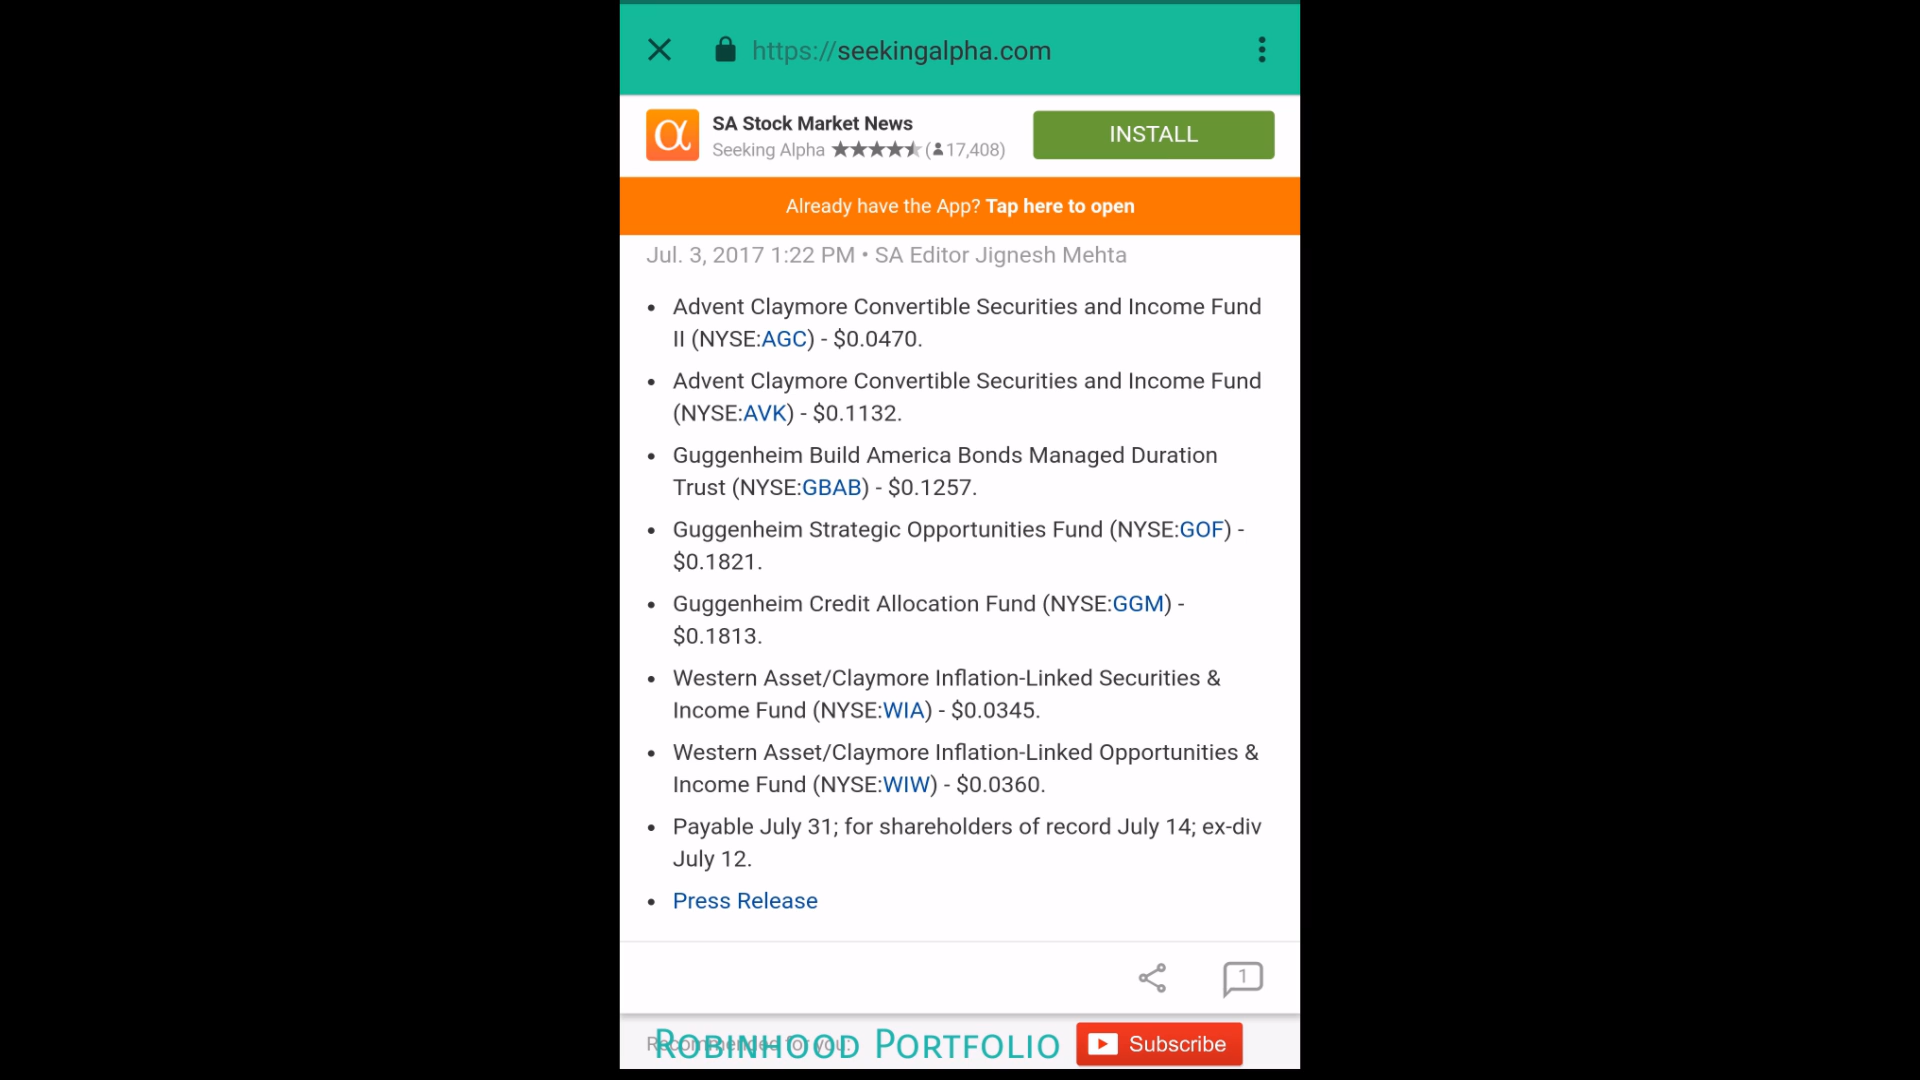 https://seekingalpha.com
SA Stock Market News
Seeking Alpha ★★★★★ (17,408)
INSTALL
Already have the App? Tap here to open
Jul. 3, 2017 1:22 PM • SA Editor Jignesh Mehta
• Advent Claymore Convertible Securities and Income Fund
II (NYSE:AGC) - $0.0470.
• Advent Claymore Convertible Securities and Income Fund
(NYSE:AVK) - $0.1132.
• Guggenheim Build America Bonds Managed Duration
Trust (NYSE:GBAB) - $0.1257.
• Guggenheim Strategic Opportunities Fund (NYSE:GOF) -
$0.1821.
• Guggenheim Credit Allocation Fund (NYSE:GGM) -
$0.1813.
• Western Asset/Claymore Inflation-Linked Securities &
Income Fund (NYSE:WIA) - $0.0345.
• Western Asset/Claymore Inflation-Linked Opportunities &
Income Fund (NYSE:WIW) - $0.0360.
• Payable July 31; for shareholders of record July 14; ex-div
July 12.
• Press Release
1
Recommended for you:
ROBINHOOD PORTFOLIO
Subscribe